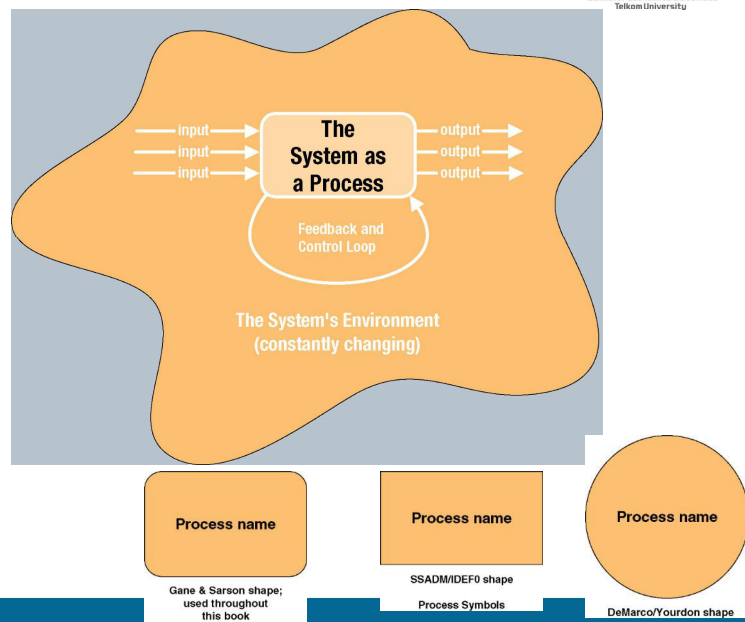 Telkom University
The
System as
a Process
input
input
input
output
output
output
Feedback and
Control Loop
The System's Environment
(constantly changing)
Process name
Process name
Process name
Gane & Sarson shape;
used throughout
this book
SSADM/IDEF0 shape
Process Symbols
DeMarco/Yourdon shape